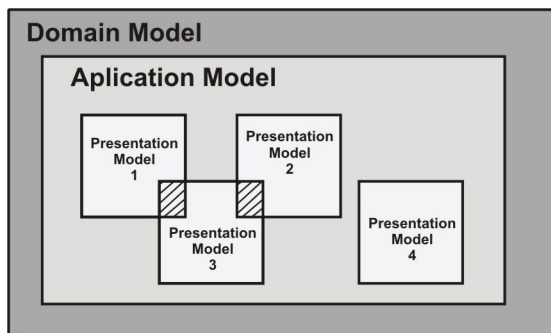 Domain Model
Aplication Model
Presentation
Model
1
Presentation
Model
2
Presentation
Model
3
Presentation
Model
4